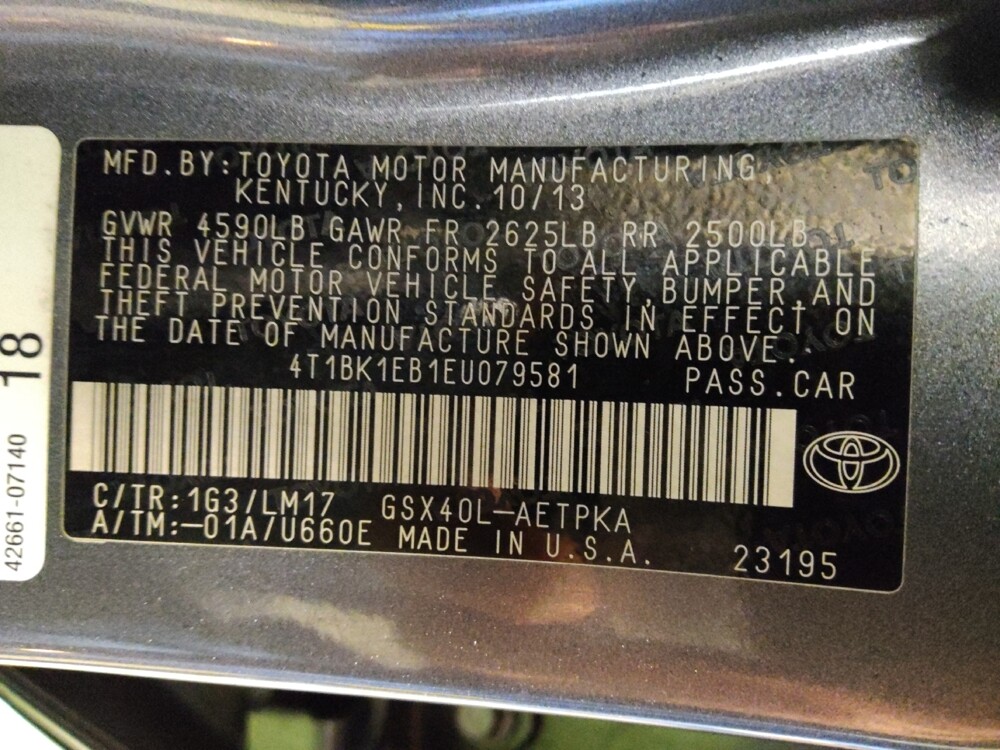 MFD.BY:TOYOTA MOTOR MANUFACTURING,
KENTUCKY, INC. 10/13
GVWR 4590LB GAWR FR 2625LB RR 2500LB
THIS VEHICLE CONFORMS TO ALL APPLICABLE
FEDERAL MOTOR VEHICLE SAFETY,BUMPER,AND
THEFT PREVENTION STANDARDS IN EFFECT ON
THE DATE OF MANUFACTURE SHOWN ABOVE.
4T1BK1EB1EU079581 PASS.CAR
C/TR:1G3/LM17 GSX40L-AETPKA
A/TM:-01A/U660E MADE IN U.S.A. 23195
18
42661-07140